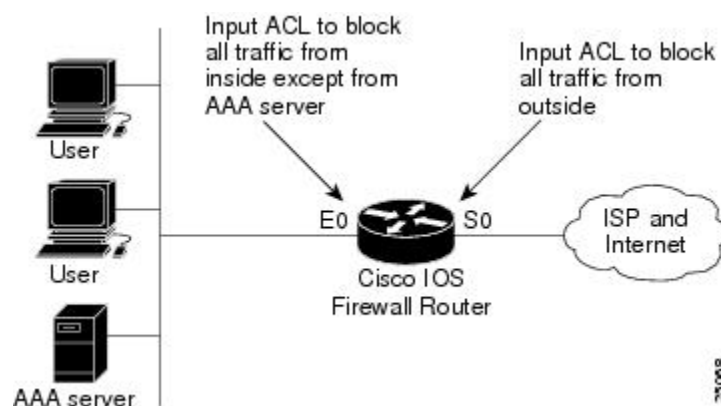 Input ACL to block
all traffic from
inside except from
AAA server
Input ACL to block
all traffic from
outside
User
User
AAA server
E0
S0
Cisco IOS
Firewall Router
ISP and
Internet